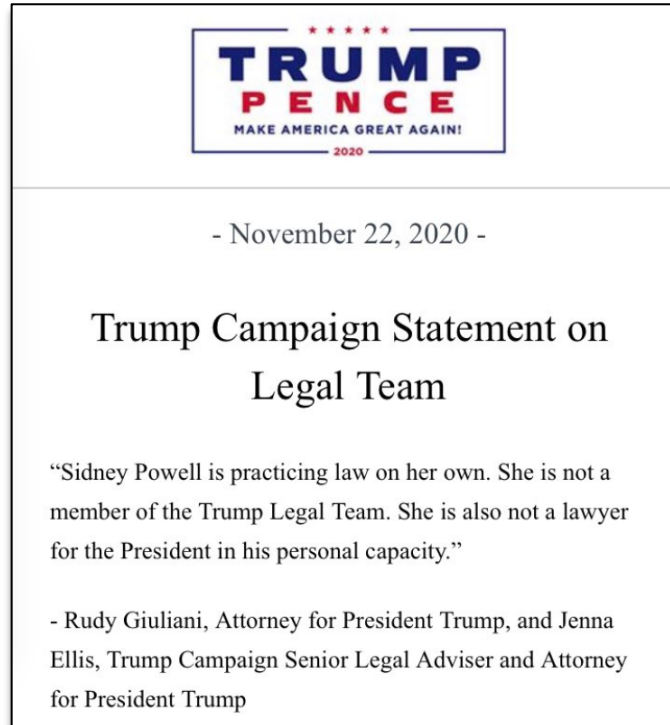 TRUMP
PENCE
MAKE AMERICA GREAT AGAIN!
2020
- November 22, 2020 -
Trump Campaign Statement on
Legal Team
“Sidney Powell is practicing law on her own. She is not a
member of the Trump Legal Team. She is also not a lawyer
for the President in his personal capacity.”
- Rudy Giuliani, Attorney for President Trump, and Jenna
Ellis, Trump Campaign Senior Legal Adviser and Attorney
for President Trump